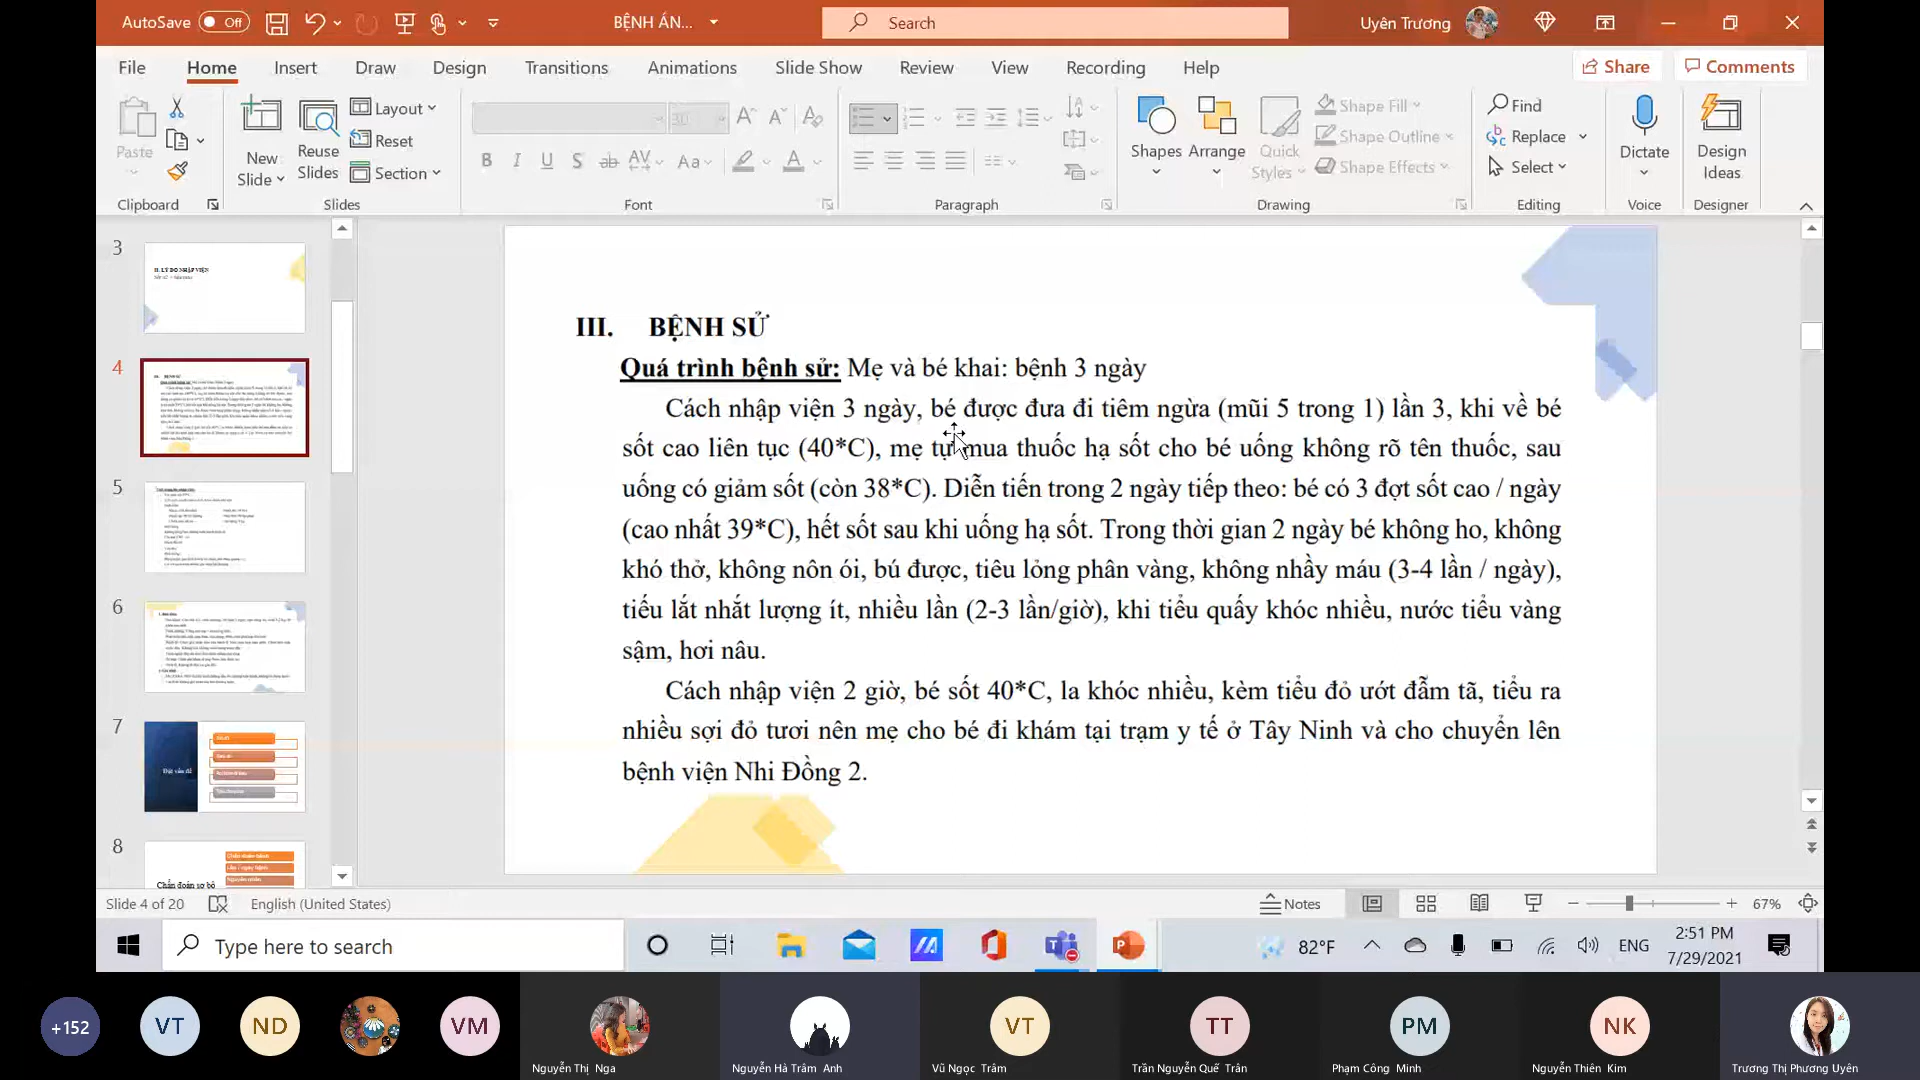 AutoSave Off BỆNH ÁN... Search Uyên Trương
File Home Insert Draw Design Transitions Animations Slide Show Review View Recording Help Share Comments
Paste New Slide Reuse Slides Layout Reset Section
30
Shapes Arrange Quick Styles Shape Fill Shape Outline Shape Effects
Find Replace Select Dictate Design Ideas
Clipboard Slides Font Paragraph Drawing Editing Voice Designer
3
II. LÝ DO NHẬP VIỆN
4
5
6
7
Đặt vấn đề
8
Chẩn đoán sơ bộ
III. BỆNH SỬ
Quá trình bệnh sử: Mẹ và bé khai: bệnh 3 ngày
Cách nhập viện 3 ngày, bé được đưa đi tiêm ngừa (mũi 5 trong 1) lần 3, khi về bé
sốt cao liên tục (40*C), mẹ tự mua thuốc hạ sốt cho bé uống không rõ tên thuốc, sau
uống có giảm sốt (còn 38*C). Diễn tiến trong 2 ngày tiếp theo: bé có 3 đợt sốt cao / ngày
(cao nhất 39*C), hết sốt sau khi uống hạ sốt. Trong thời gian 2 ngày bé không ho, không
khó thở, không nôn ói, bú được, tiêu lỏng phân vàng, không nhầy máu (3-4 lần / ngày),
tiểu lắt nhắt lượng ít, nhiều lần (2-3 lần/giờ), khi tiểu quấy khóc nhiều, nước tiểu vàng
sậm, hơi nâu.
Cách nhập viện 2 giờ, bé sốt 40*C, la khóc nhiều, kèm tiểu đỏ ướt đẫm tã, tiểu ra
nhiều sợi đỏ tươi nên mẹ cho bé đi khám tại trạm y tế ở Tây Ninh và cho chuyển lên
bệnh viện Nhi Đồng 2.
Slide 4 of 20 English (United States) Notes 67%
Type here to search 82°F ENG 2:51 PM
7/29/2021
+152 VT ND VM VT TT PM NK
Nguyễn Thị Nga Nguyễn Hà Trâm Anh Vũ Ngọc Trâm Trần Nguyễn Quế Trân Phạm Công Minh Nguyễn Thiên Kim Trương Thị Phương Uyên